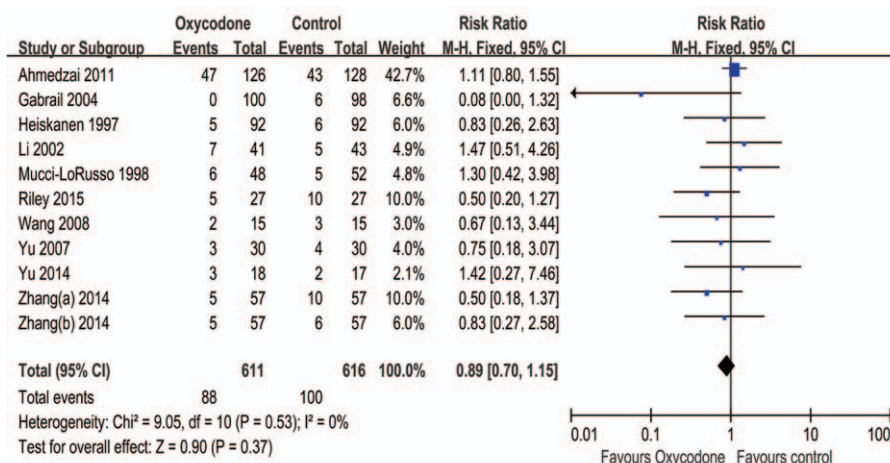 Oxycodone Control Risk Ratio Risk Ratio
Study or Subgroup Events Total Events Total Weight M-H, Fixed, 95% CI M-H, Fixed, 95% CI
Ahmedzai 2011 47 126 43 128 42.7% 1.11 [0.80, 1.55]
Gabrail 2004 0 100 6 98 6.6% 0.08 [0.00, 1.32]
Heiskanen 1997 5 92 6 92 6.0% 0.83 [0.26, 2.63]
Li 2002 7 41 5 43 4.9% 1.47 [0.51, 4.26]
Mucci-LoRusso 1998 6 48 5 52 4.8% 1.30 [0.42, 3.98]
Riley 2015 5 27 10 27 10.0% 0.50 [0.20, 1.27]
Wang 2008 2 15 3 15 3.0% 0.67 [0.13, 3.44]
Yu 2007 3 30 4 30 4.0% 0.75 [0.18, 3.07]
Yu 2014 3 18 2 17 2.1% 1.42 [0.27, 7.46]
Zhang(a) 2014 5 57 10 57 10.0% 0.50 [0.18, 1.37]
Zhang(b) 2014 5 57 6 57 6.0% 0.83 [0.27, 2.58]
Total (95% CI) 611 616 100.0% 0.89 [0.70, 1.15]
Total events 88 100
Heterogeneity: Chi² = 9.05, df = 10 (P = 0.53); I² = 0%
Test for overall effect: Z = 0.90 (P = 0.37)
0.01 0.1 1 10 100
Favours Oxycodone Favours control